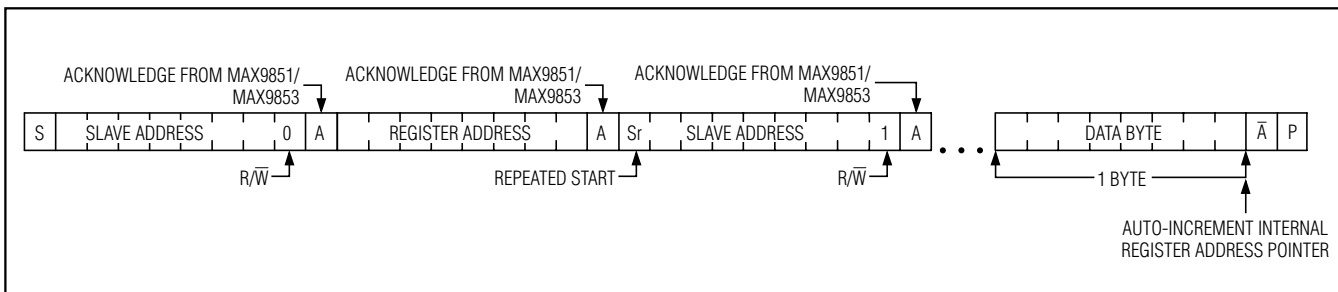 ACKNOWLEDGE FROM MAX9851/
MAX9853
ACKNOWLEDGE FROM MAX9851/
MAX9853
ACKNOWLEDGE FROM MAX9851/
MAX9853
S SLAVE ADDRESS 0 A REGISTER ADDRESS A Sr SLAVE ADDRESS 1 A ... DATA BYTE A̅ P
R/W̅ REPEATED START R/W̅ 1 BYTE
AUTO-INCREMENT INTERNAL
REGISTER ADDRESS POINTER